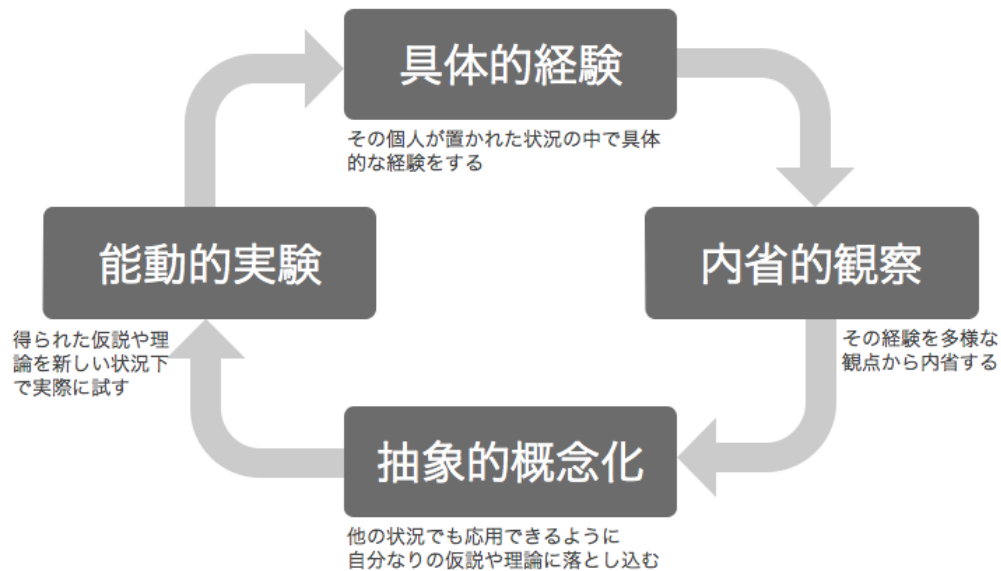 具体的経験
その個人が置かれた状況の中で具体
的な経験をする
能動的実験
内省的観察
得られた仮説や理
論を新しい状況下
で実際に試す
その経験を多様な
観点から内省する
抽象的概念化
他の状況でも応用できるように
自分なりの仮説や理論に落とし込む